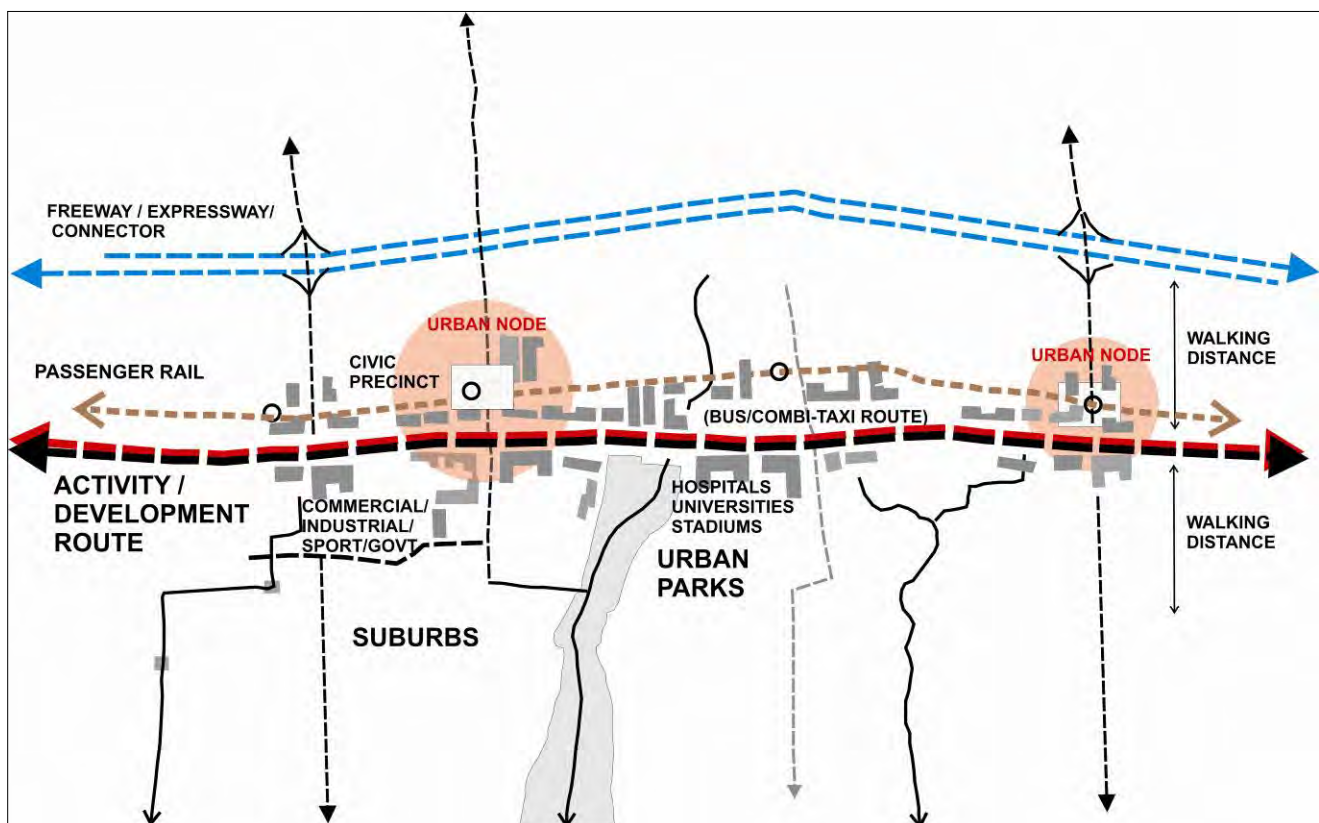 FREEWAY / EXPRESSWAY/
CONNECTOR
URBAN NODE
WALKING
DISTANCE
URBAN NODE
CIVIC
PRECINCT
PASSENGER RAIL
(BUS/COMBI-TAXI ROUTE)
ACTIVITY /
DEVELOPMENT
ROUTE
COMMERCIAL/
INDUSTRIAL/
SPORT/GOVT
HOSPITALS
UNIVERSITIES
STADIUMS
WALKING
DISTANCE
URBAN
PARKS
SUBURBS